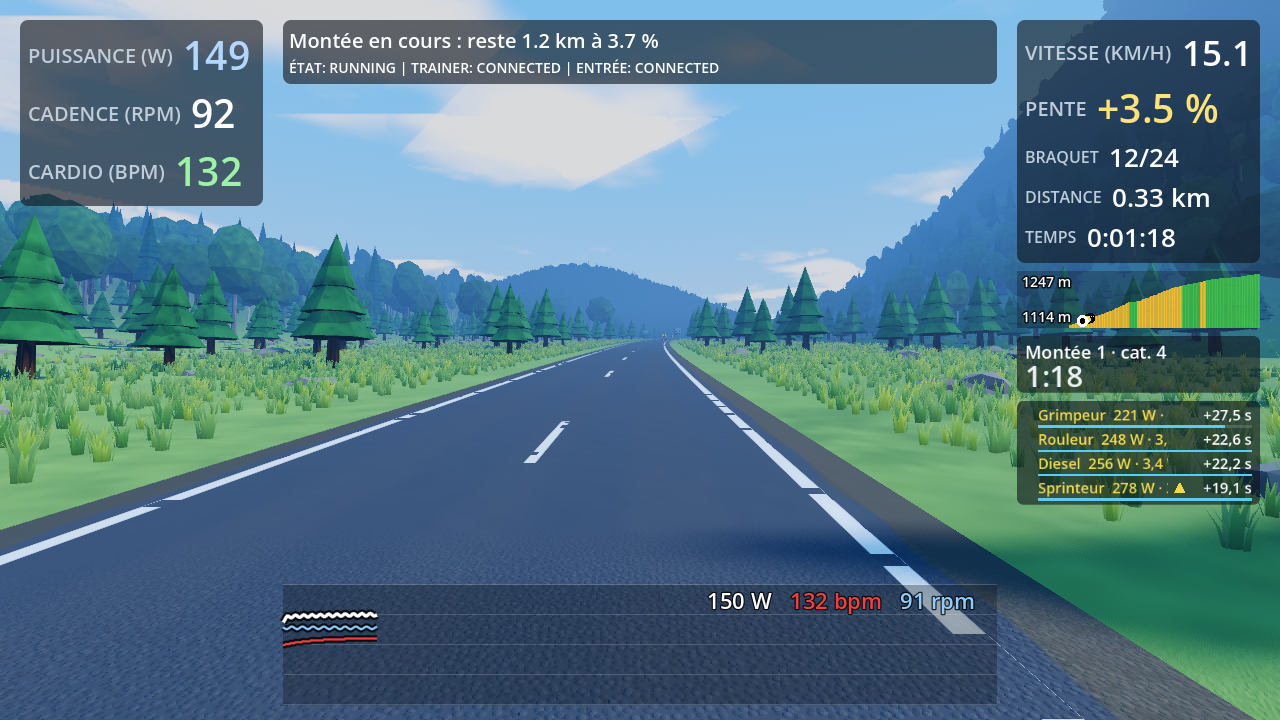 PUISSANCE (W) 149
CADENCE (RPM) 92
CARDIO (BPM) 132
Montée en cours : reste 1.2 km à 3.7 %
ÉTAT: RUNNING | TRAINER: CONNECTED | ENTRÉE: CONNECTED
VITESSE (KM/H) 15.1
PENTE +3.5 %
BRAQUET 12/24
DISTANCE 0.33 km
TEMPS 0:01:18
1247 m
1114 m
Montée 1 · cat. 4
1:18
Grimpeur 221 W · +27,5 s
Rouleur 248 W · 3, +22,6 s
Diesel 256 W · 3,4 +22,2 s
Sprinteur 278 W · +19,1 s
150 W 132 bpm 91 rpm